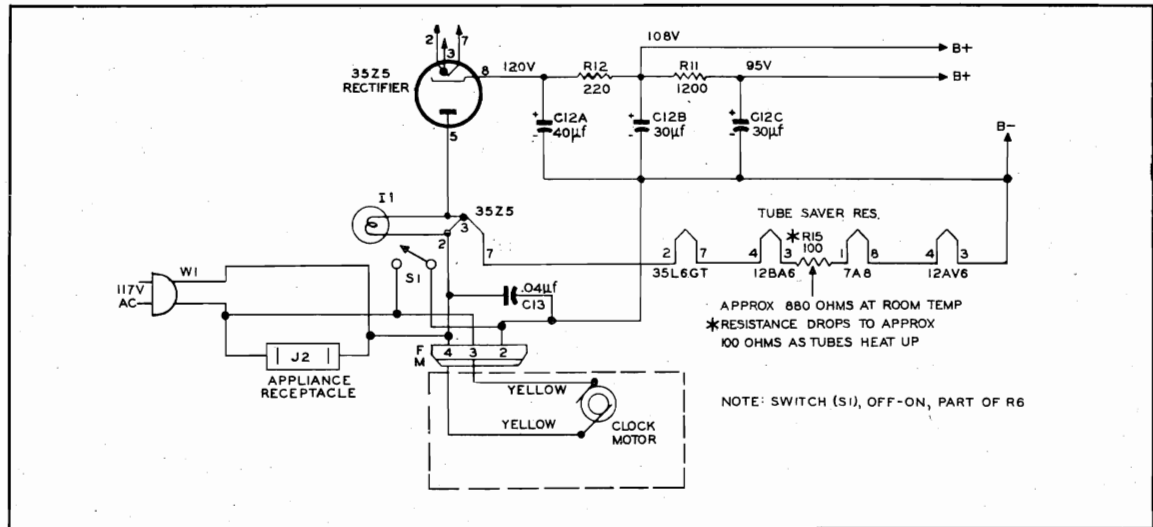 2 3 7
35Z5
RECTIFIER
8
5
120V
R12
220
108V
R11
1200
95V
B+
B+
+
-
C12A
40µf
+
-
C12B
30µf
+
-
C12C
30µf
B-
I1
35Z5
3
2
7
TUBE SAVER RES.
2 7
35L6GT
4 3
12BA6
*R15
100
1 8
7A8
4 3
12AV6
W1
117V
AC
S1
.04µf
C13
APPROX 880 OHMS AT ROOM TEMP
*RESISTANCE DROPS TO APPROX
100 OHMS AS TUBES HEAT UP
J2
APPLIANCE
RECEPTACLE
F
M
4 3 2
YELLOW
YELLOW
CLOCK
MOTOR
NOTE: SWITCH (S1), OFF-ON, PART OF R6